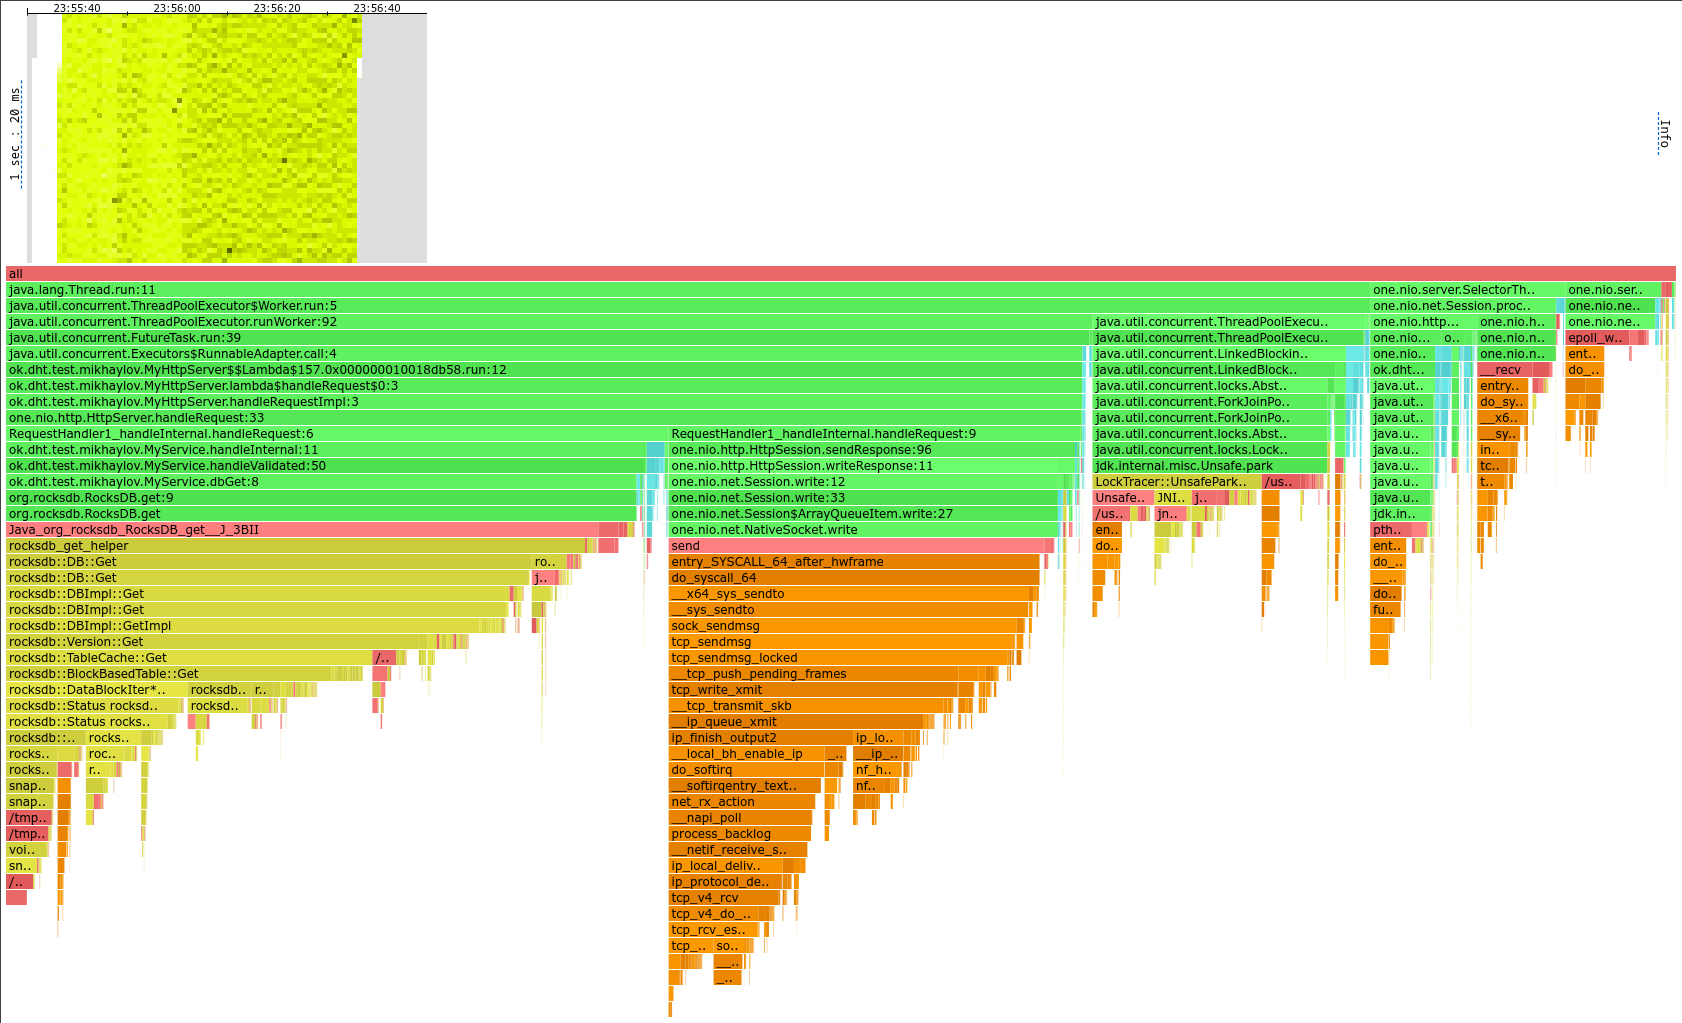 23:55:40 23:56:00 23:56:20 23:56:40
1 sec : 20 ms
Info
all
java.lang.Thread.run:11 one.nio.server.SelectorTh.. one.nio.ser..
java.util.concurrent.ThreadPoolExecutor$Worker.run:5 one.nio.net.Session.proc.. one.nio.ne..
java.util.concurrent.ThreadPoolExecutor.runWorker:92 java.util.concurrent.ThreadPoolExecu.. one.nio.http... one.nio.h.. one.nio.ne..
java.util.concurrent.FutureTask.run:39 java.util.concurrent.ThreadPoolExecu.. one.nio... o.. one.nio.n.. epoll_w..
java.util.concurrent.Executors$RunnableAdapter.call:4 java.util.concurrent.LinkedBlockin.. one.nio.. one.nio.n.. ent..
ok.dht.test.mikhaylov.MyHttpServer$$Lambda$157.0x000000010018db58.run:12 java.util.concurrent.LinkedBlock.. ok.dht... __recv do_..
ok.dht.test.mikhaylov.MyHttpServer.lambda$handleRequest$0:3 java.util.concurrent.locks.Abst.. java.ut.. entry..
ok.dht.test.mikhaylov.MyHttpServer.handleRequestImpl:3 java.util.concurrent.ForkJoinPo.. java.ut.. do_sy..
one.nio.http.HttpServer.handleRequest:33 java.util.concurrent.ForkJoinPo.. java.ut.. __x6..
RequestHandler1_handleInternal.handleRequest:6 RequestHandler1_handleInternal.handleRequest:9 java.util.concurrent.locks.Abst.. java.u.. __sy..
ok.dht.test.mikhaylov.MyService.handleInternal:11 one.nio.http.HttpSession.sendResponse:96 java.util.concurrent.locks.Lock.. java.u.. in..
ok.dht.test.mikhaylov.MyService.handleValidated:50 one.nio.http.HttpSession.writeResponse:11 jdk.internal.misc.Unsafe.park java.u.. tc..
ok.dht.test.mikhaylov.MyService.dbGet:8 one.nio.net.Session.write:12 LockTracer::UnsafePark.. /us.. java.u.. t..
org.rocksdb.RocksDB.get:9 one.nio.net.Session.write:33 Unsafe.. JNI.. j.. java.u..
org.rocksdb.RocksDB.get one.nio.net.Session$ArrayQueueItem.write:27 /us.. jn.. jdk.in..
Java_org_rocksdb_RocksDB_get__J_3BII one.nio.net.NativeSocket.write en.. pth..
rocksdb_get_helper send do.. ent..
rocksdb::DB::Get ro.. entry_SYSCALL_64_after_hwframe do_..
rocksdb::DB::Get j.. do_syscall_64 __..
rocksdb::DBImpl::Get __x64_sys_sendto do..
rocksdb::DBImpl::Get __sys_sendto fu..
rocksdb::DBImpl::GetImpl sock_sendmsg
rocksdb::Version::Get tcp_sendmsg
rocksdb::TableCache::Get /.. tcp_sendmsg_locked
rocksdb::BlockBasedTable::Get __tcp_push_pending_frames
rocksdb::DataBlockIter*.. rocksdb.. r.. tcp_write_xmit
rocksdb::Status rocksd.. rocksd.. __tcp_transmit_skb
rocksdb::Status rocks.. __ip_queue_xmit
rocksdb::.. rocks.. ip_finish_output2 ip_lo..
rocks.. roc.. __local_bh_enable_ip _.. __ip_..
rocks.. r.. do_softirq nf_h..
snap.. __softirqentry_text.. nf..
snap.. net_rx_action
/tmp.. __napi_poll
/tmp.. process_backlog
voi.. __netif_receive_s..
sn.. ip_local_deliv..
/.. ip_protocol_de..
tcp_v4_rcv
tcp_v4_do_..
tcp_rcv_es..
tcp_.. so..
__..
_..